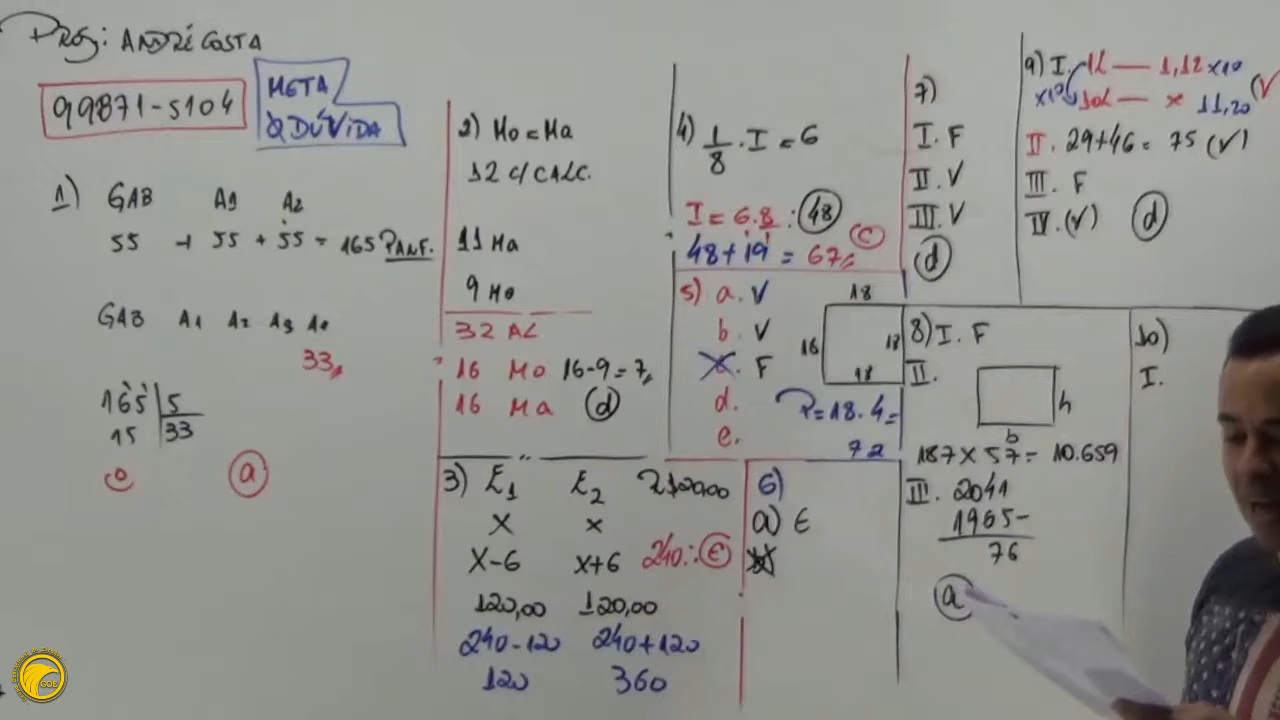 Prof: ANDRÉ COSTA
99871-5104
META
DÚVIDA
1) GAB A1 A2
55 + 55 + 55 = 165 PANF.
GAB A1 A2 A3 A4
33
165 | 5
15 33
0
a
2) Ho = Ma
12 C/ CALC.
11 Ma
9 Ho
32 AL
16 Ho 16-9=7
16 Ma d
3) E1 E2 R$ 120,00
X x
X-6 x+6 240 ∴ E
120,00 120,00
240-120 240+120
120 360
4) 1/8 · I = 6
I = 6.8 ∴ 48
48+19 = 67 C
5) a. V
b. V
c. F
d.
e.
18
16 18
18
P=18.4=
72
6)
a) E
7)
I. F
II. V
III. V
d
8) I. F
II. h
b
187 x 57 = 10.659
III. 2041
1965-
76
a
9) I. 1L — 1,12 x10
x10 10L — x 11,20 (V
II. 29+46 = 75 (V)
III. F
IV. (V) d
10)
I.
COE